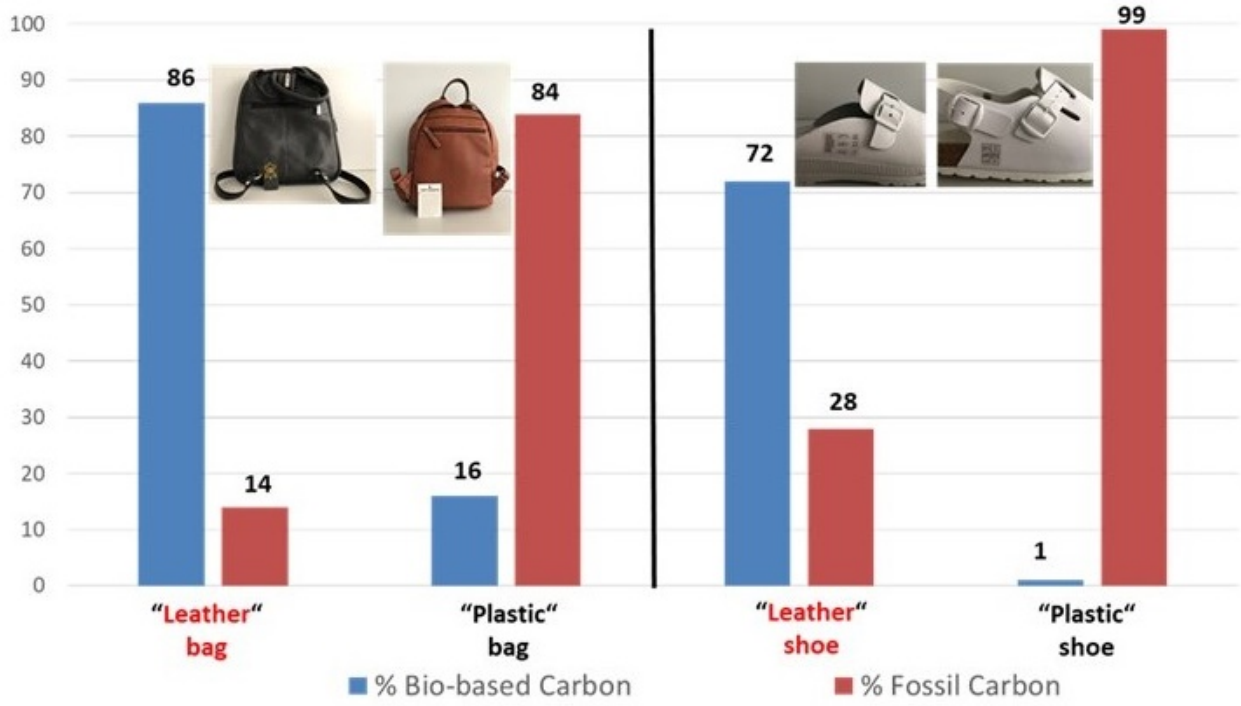 100
90
80
70
60
50
40
30
20
10
0
86
14
16
84
72
28
1
99
“Leather“
bag
“Plastic“
bag
“Leather“
shoe
“Plastic“
shoe
% Bio-based Carbon
% Fossil Carbon